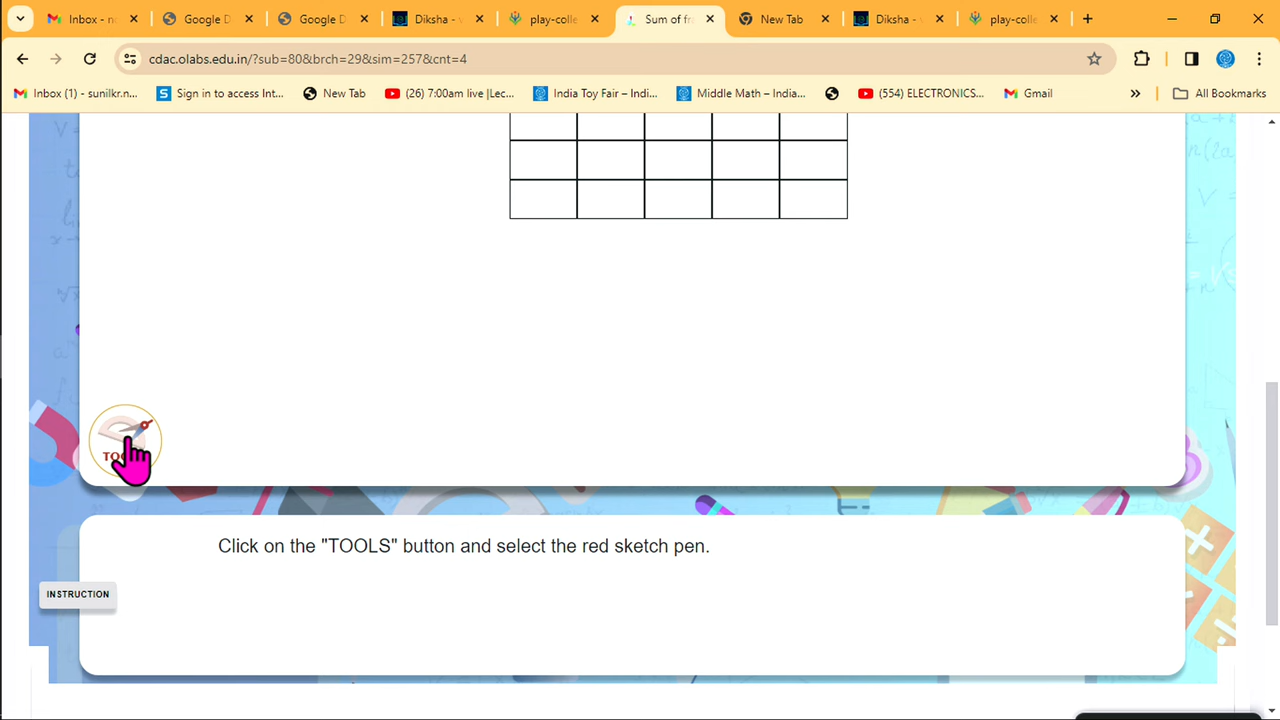 Inbox - n
Google D
Google D
Diksha - v
play-colle
Sum of fr
New Tab
Diksha - v
play-colle
cdac.olabs.edu.in/?sub=80&brch=29&sim=257&cnt=4
Inbox (1) - sunilkr.n...
Sign in to access Int...
New Tab
(26) 7:00am live |Lec...
India Toy Fair – Indi...
Middle Math – India...
(554) ELECTRONICS...
Gmail
All Bookmarks
Click on the "TOOLS" button and select the red sketch pen.
INSTRUCTION